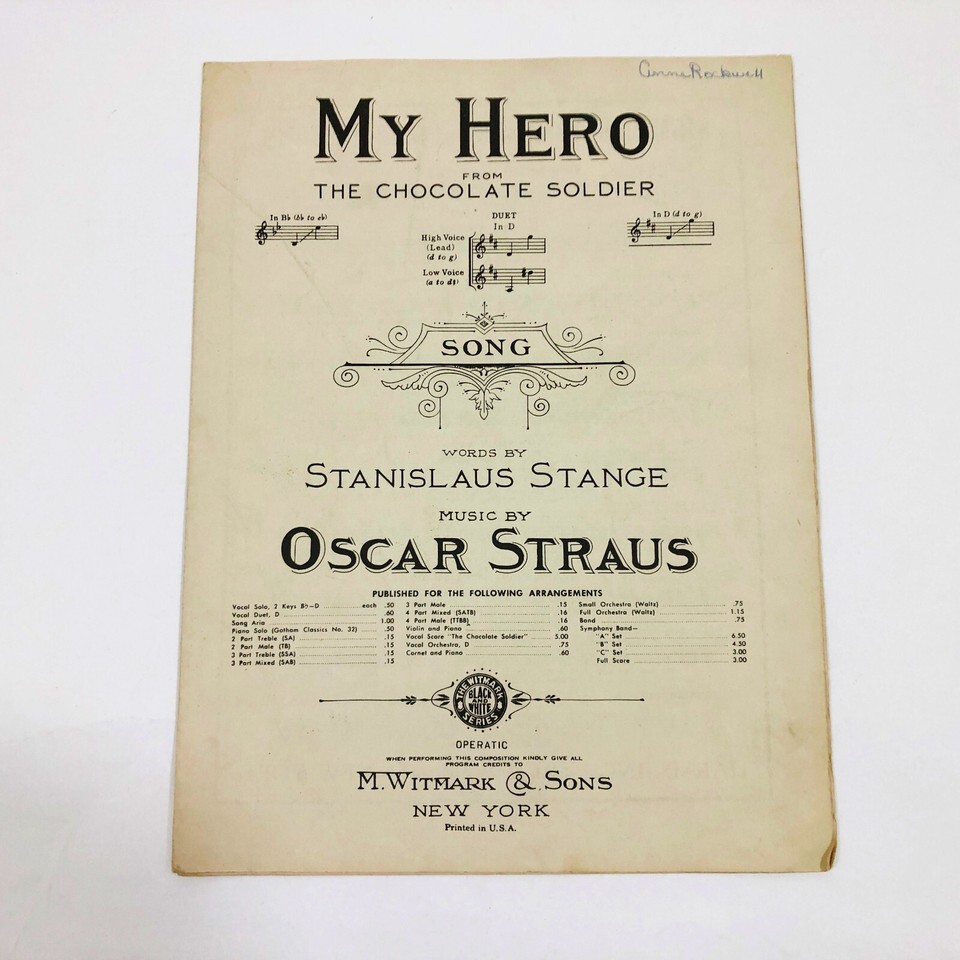 Anne Rockwell
MY HERO
FROM
THE CHOCOLATE SOLDIER
In B♭ (b♭ to e♭)
DUET
In D
High Voice
(Lead)
(d to g)
Low Voice
(a to d♯)
In D (d to g)
SONG
WORDS BY
STANISLAUS STANGE
MUSIC BY
OSCAR STRAUS
PUBLISHED FOR THE FOLLOWING ARRANGEMENTS
Vocal Solo, 2 Keys B♭—D each .50
Vocal Duet, D .60
Song Aria 1.00
Piano Solo (Gotham Classics No. 32) .50
2 Part Treble (SA) .15
2 Part Male (TB) .15
3 Part Treble (SSA) .15
3 Part Mixed (SAB) .15
3 Part Male .15
4 Part Mixed (SATB) .16
4 Part Male (TTBB) .16
Violin and Piano .60
Vocal Score "The Chocolate Soldier" 5.00
Vocal Orchestra, D .75
Cornet and Piano .60
Small Orchestra (Waltz) .75
Full Orchestra (Waltz) 1.15
Band .75
Symphony Band—
"A" Set 6.50
"B" Set 4.50
"C" Set 3.00
Full Score 3.00
THE WITMARK
BLACK
AND
WHITE
SERIES
OPERATIC
WHEN PERFORMING THIS COMPOSITION KINDLY GIVE ALL
PROGRAM CREDITS TO
M. WITMARK & SONS
NEW YORK
Printed in U.S.A.